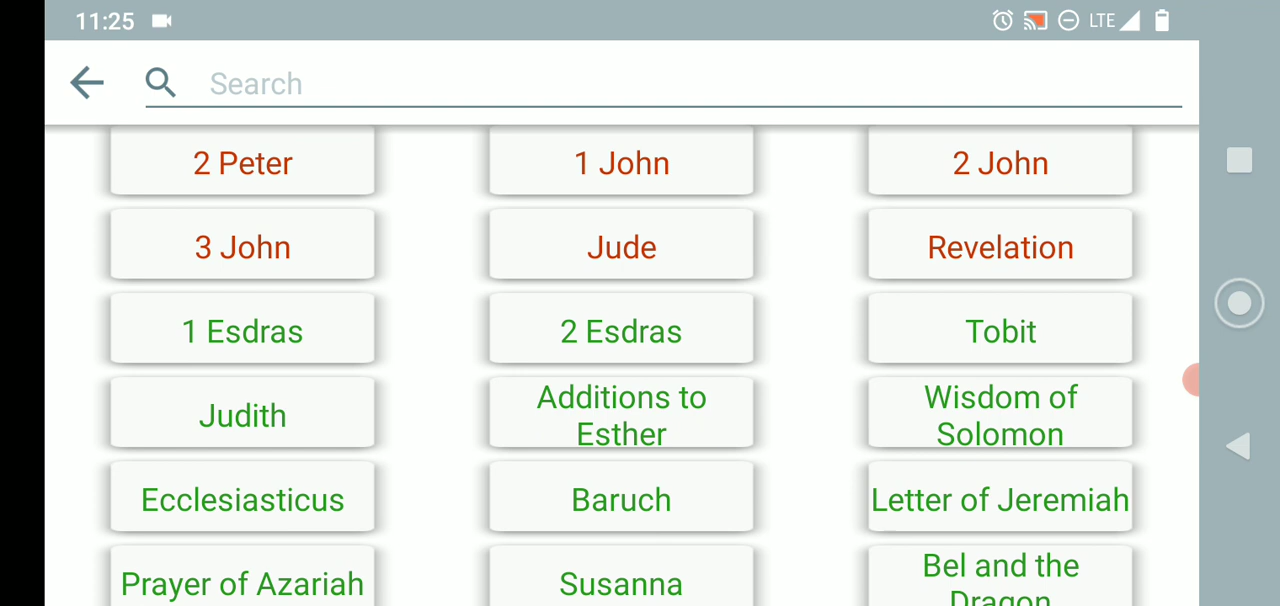 11:25
LTE
Search
2 Peter
1 John
2 John
3 John
Jude
Revelation
1 Esdras
2 Esdras
Tobit
Judith
Additions to
Esther
Wisdom of
Solomon
Ecclesiasticus
Baruch
Letter of Jeremiah
Prayer of Azariah
Susanna
Bel and the
Dragon